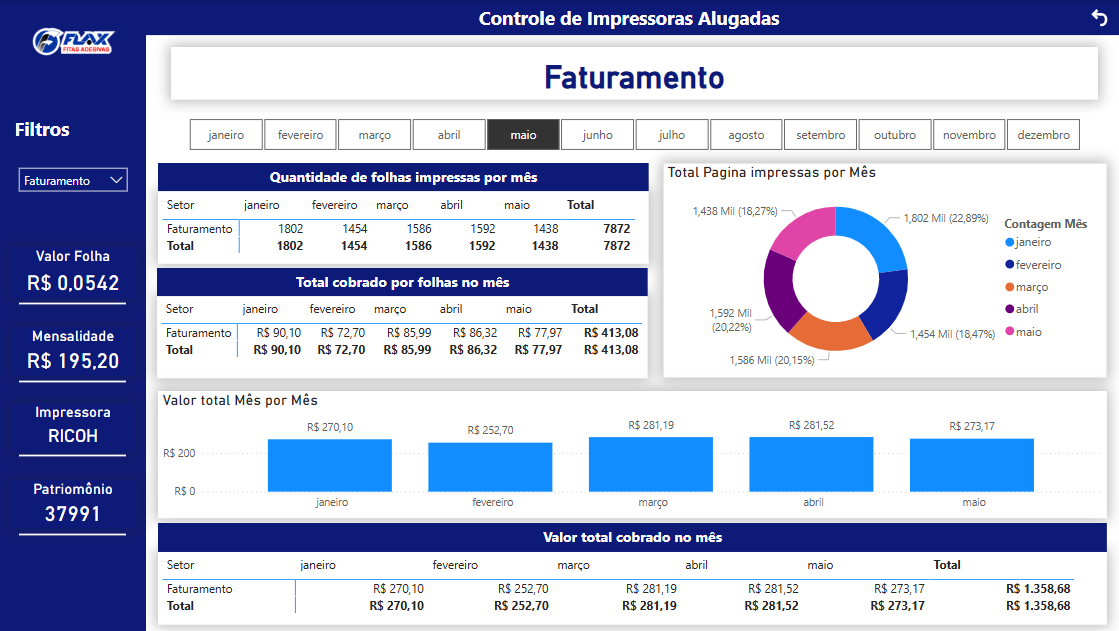 Controle de Impressoras Alugadas
FLAX
FITAS ADESIVAS
Faturamento
Filtros
janeiro fevereiro março abril maio junho julho agosto setembro outubro novembro dezembro
Faturamento
Valor Folha
R$ 0,0542
Mensalidade
R$ 195,20
Impressora
RICOH
Patriomônio
37991
Quantidade de folhas impressas por mês
Setor janeiro fevereiro março abril maio Total
Faturamento 1802 1454 1586 1592 1438 7872
Total 1802 1454 1586 1592 1438 7872
Total cobrado por folhas no mês
Setor janeiro fevereiro março abril maio Total
Faturamento R$ 90,10 R$ 72,70 R$ 85,99 R$ 86,32 R$ 77,97 R$ 413,08
Total R$ 90,10 R$ 72,70 R$ 85,99 R$ 86,32 R$ 77,97 R$ 413,08
Total Pagina impressas por Mês
1,438 Mil (18,27%)
1,802 Mil (22,89%)
1,592 Mil
(20,22%)
1,454 Mil (18,47%)
1,586 Mil (20,15%)
Contagem Mês
janeiro
fevereiro
março
abril
maio
Valor total Mês por Mês
R$ 270,10 R$ 252,70 R$ 281,19 R$ 281,52 R$ 273,17
R$ 200
R$ 0
janeiro fevereiro março abril maio
Valor total cobrado no mês
Setor janeiro fevereiro março abril maio Total
Faturamento R$ 270,10 R$ 252,70 R$ 281,19 R$ 281,52 R$ 273,17 R$ 1.358,68
Total R$ 270,10 R$ 252,70 R$ 281,19 R$ 281,52 R$ 273,17 R$ 1.358,68